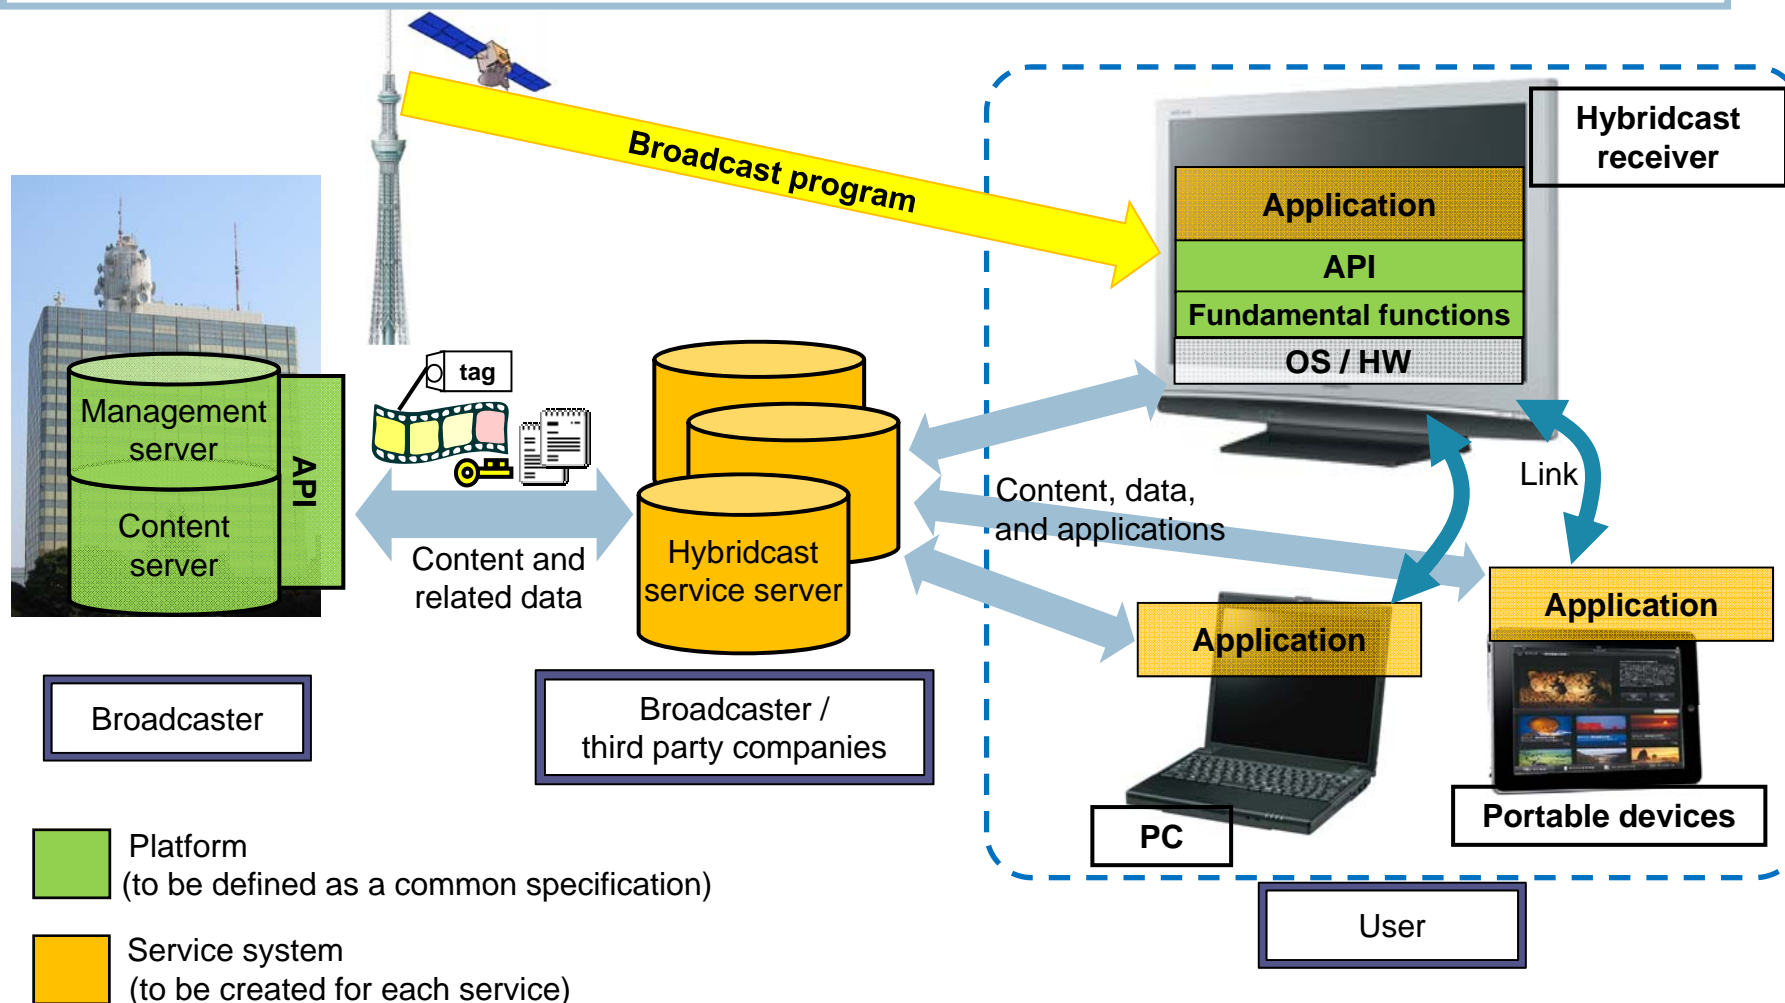 Broadcast program
Hybridcast
receiver
Application
API
Fundamental functions
OS / HW
tag
Management
server
Content
server
API
Content and
related data
Hybridcast
service server
Content, data,
and applications
Link
Application
Application
PC
Portable devices
Broadcaster
Broadcaster /
third party companies
User
Platform
(to be defined as a common specification)
Service system
(to be created for each service)